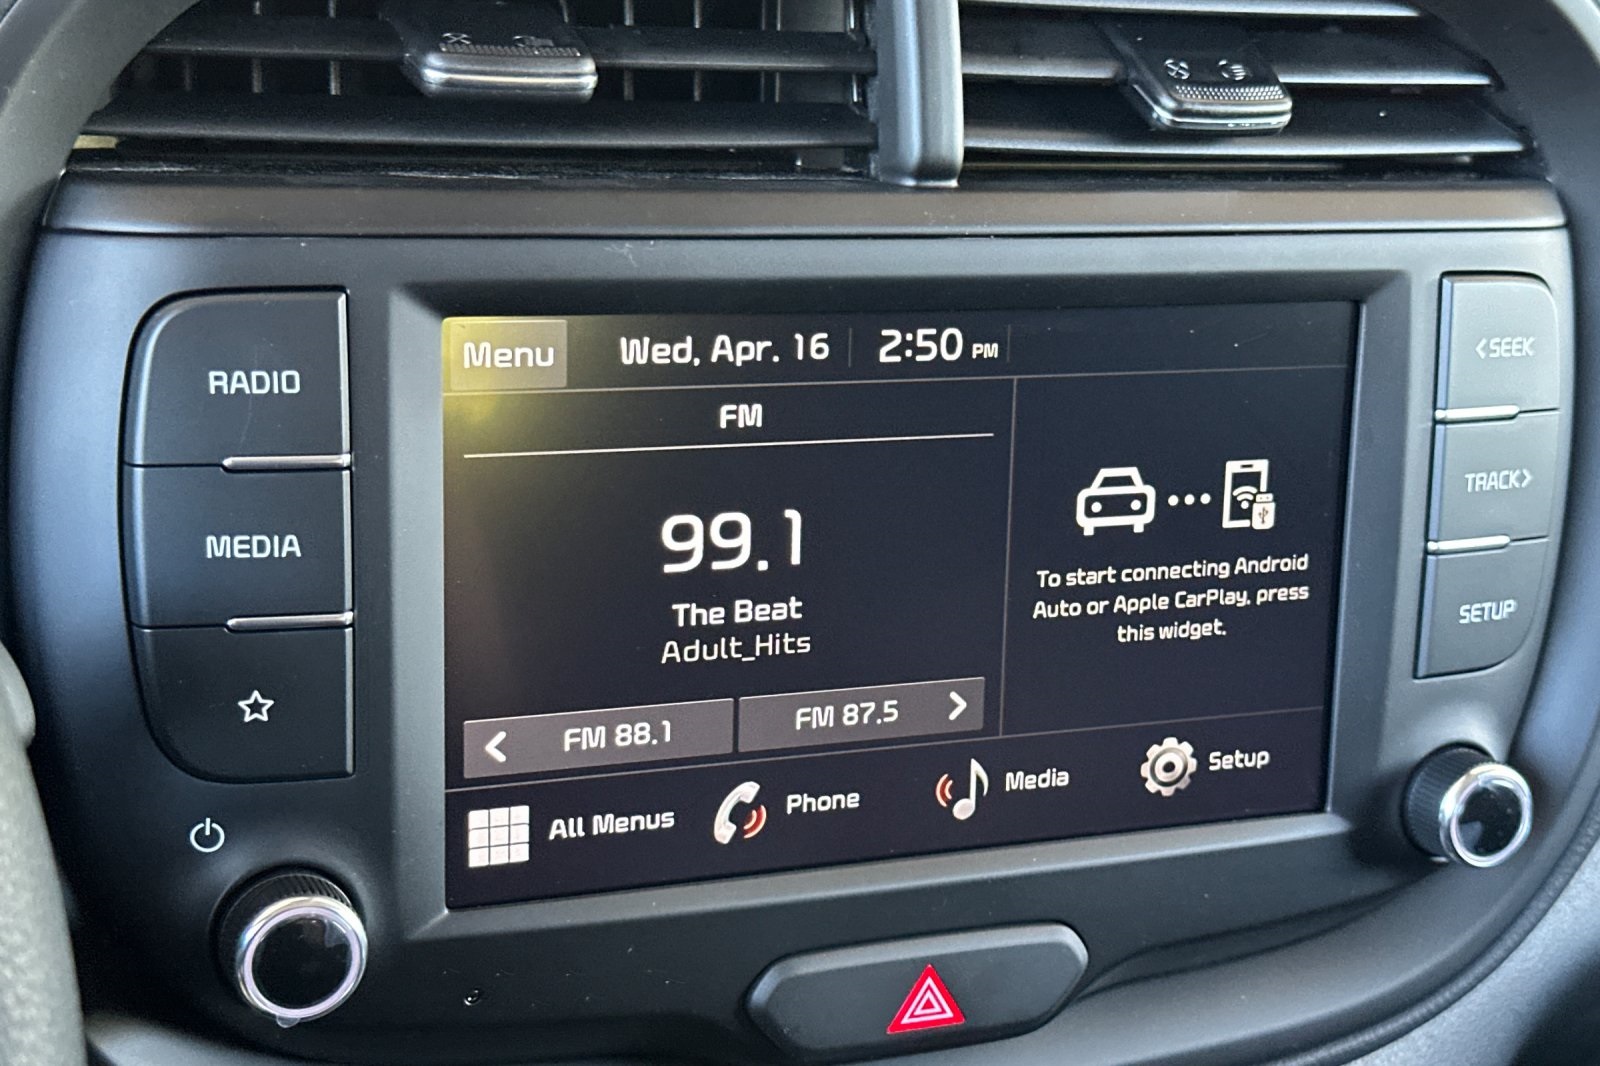 Menu
Wed, Apr. 16
2:50 PM
RADIO
MEDIA
FM
99.1
The Beat
Adult_Hits
FM 88.1
FM 87.5
To start connecting Android
Auto or Apple CarPlay, press
this widget.
All Menus
Phone
Media
Setup
<SEEK
TRACK>
SETUP